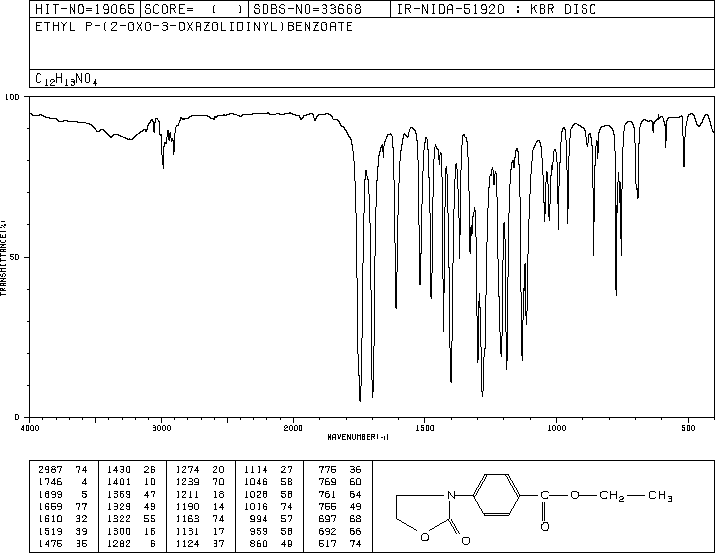 HIT-NO=19065 SCORE= ( ) SDBS-NO=33668 IR-NIDA-51920 : KBR DISC
ETHYL P-(2-OXO-3-OXAZOLIDINYL)BENZOATE
C12H13NO4
100
50
0
TRANSMITTANCE(%)
4000 3000 2000 1500 1000 500
WAVENUMBER(-1)
2987 74 1430 26 1274 20 1114 27 776 36
1746 4 1401 10 1239 70 1046 58 769 60
1699 5 1369 47 1211 18 1028 58 761 64
1659 77 1329 49 1190 14 1016 74 755 49
1610 32 1322 55 1163 74 994 57 697 68
1519 39 1300 16 1131 17 959 58 692 66
1475 35 1282 6 1124 37 860 49 517 74
N C O CH2 CH3
O O O